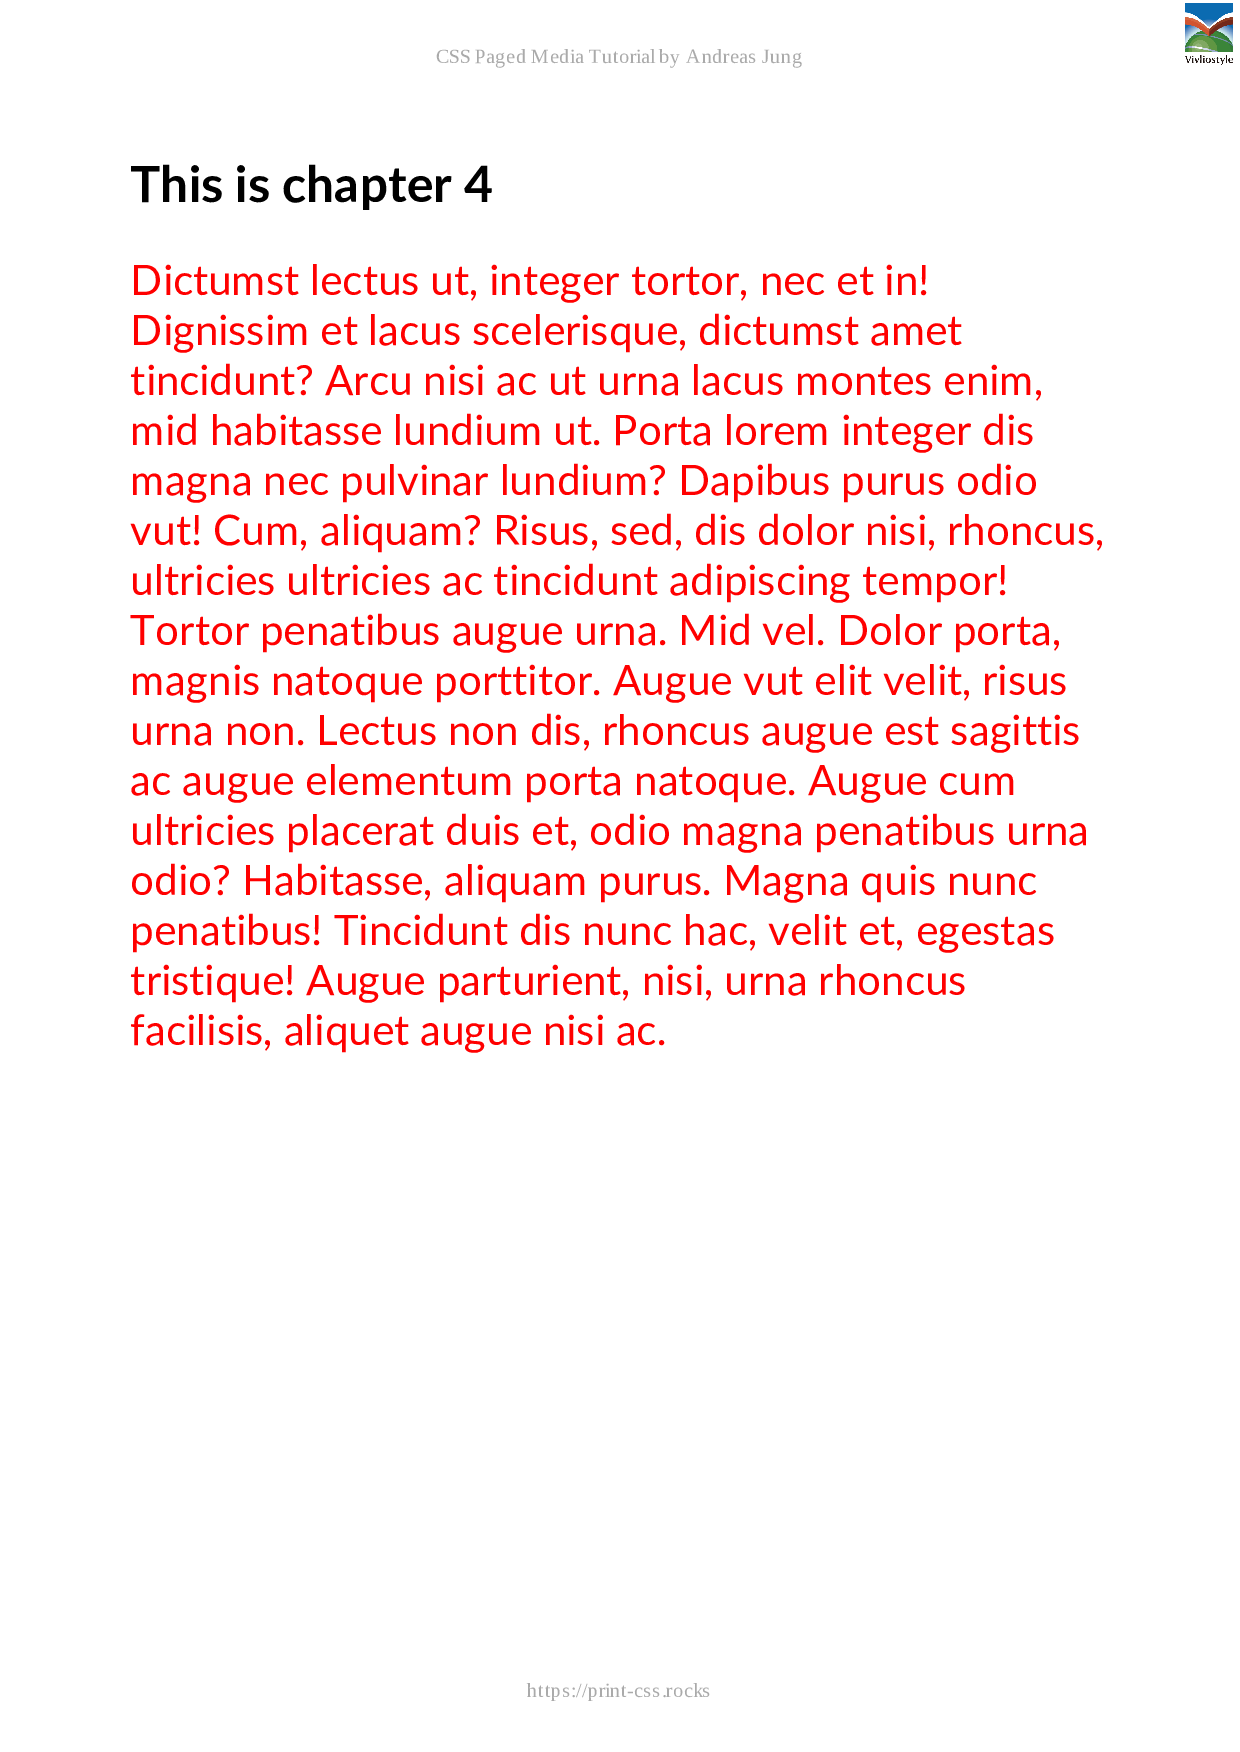 CSS Paged Media Tutorial by Andreas Jung
Vivliostyle
This is chapter 4
Dictumst lectus ut, integer tortor, nec et in!
Dignissim et lacus scelerisque, dictumst amet
tincidunt? Arcu nisi ac ut urna lacus montes enim,
mid habitasse lundium ut. Porta lorem integer dis
magna nec pulvinar lundium? Dapibus purus odio
vut! Cum, aliquam? Risus, sed, dis dolor nisi, rhoncus,
ultricies ultricies ac tincidunt adipiscing tempor!
Tortor penatibus augue urna. Mid vel. Dolor porta,
magnis natoque porttitor. Augue vut elit velit, risus
urna non. Lectus non dis, rhoncus augue est sagittis
ac augue elementum porta natoque. Augue cum
ultricies placerat duis et, odio magna penatibus urna
odio? Habitasse, aliquam purus. Magna quis nunc
penatibus! Tincidunt dis nunc hac, velit et, egestas
tristique! Augue parturient, nisi, urna rhoncus
facilisis, aliquet augue nisi ac.
https://print-css.rocks